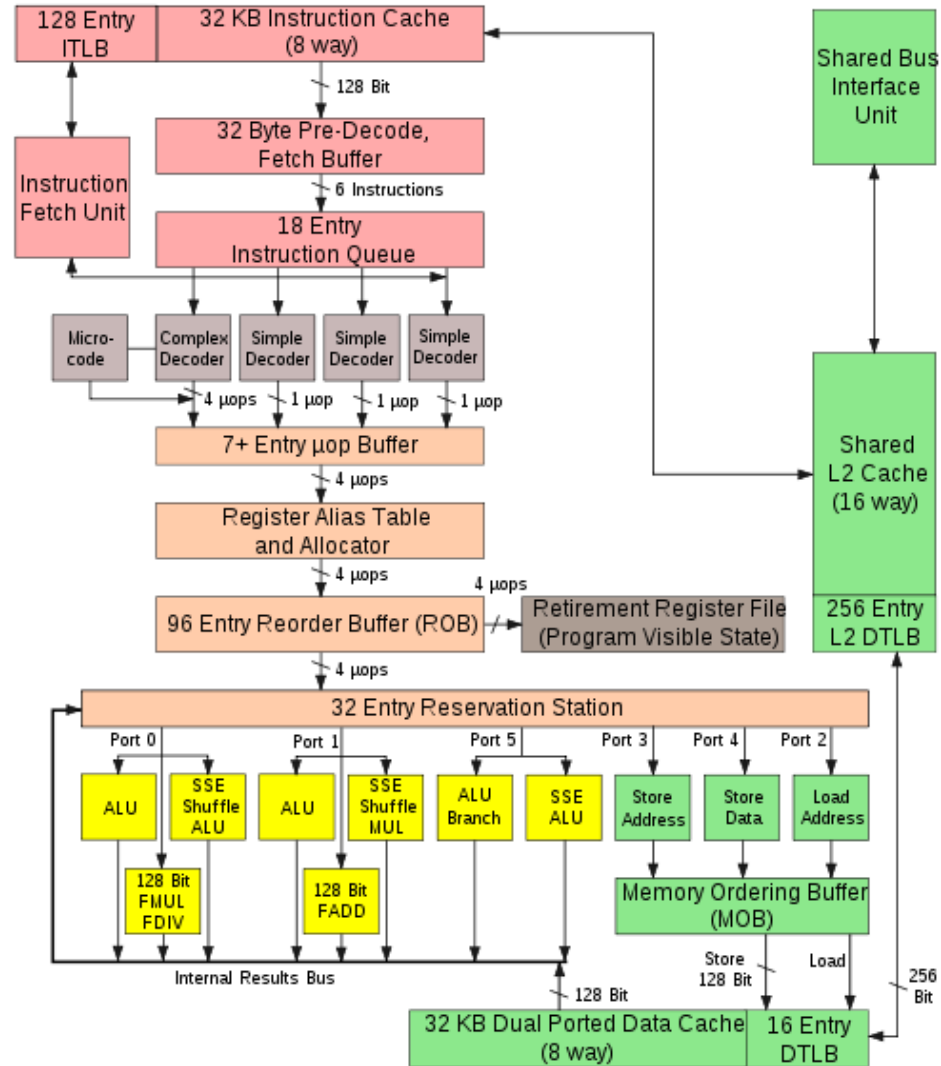 128 Entry
ITLB
32 KB Instruction Cache
(8 way)
Shared Bus
Interface
Unit
128 Bit
32 Byte Pre-Decode,
Fetch Buffer
Instruction
Fetch Unit
6 Instructions
18 Entry
Instruction Queue
Micro-
code
Complex
Decoder
Simple
Decoder
Simple
Decoder
Simple
Decoder
4 µops
1 µop
1 µop
1 µop
7+ Entry µop Buffer
Shared
L2 Cache
(16 way)
4 µops
Register Alias Table
and Allocator
4 µops
4 µops
96 Entry Reorder Buffer (ROB)
Retirement Register File
(Program Visible State)
256 Entry
L2 DTLB
4 µops
32 Entry Reservation Station
Port 0
Port 1
Port 5
Port 3
Port 4
Port 2
ALU
SSE
Shuffle
ALU
ALU
SSE
Shuffle
MUL
ALU
Branch
SSE
ALU
Store
Address
Store
Data
Load
Address
128 Bit
FMUL
FDIV
128 Bit
FADD
Memory Ordering Buffer
(MOB)
Internal Results Bus
Store
128 Bit
Load
256
Bit
128 Bit
32 KB Dual Ported Data Cache
(8 way)
16 Entry
DTLB